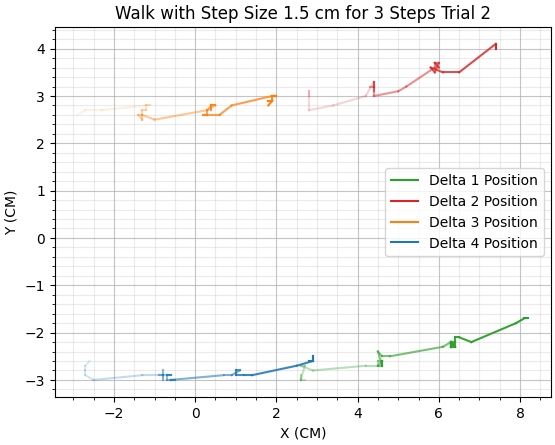 Walk with Step Size 1.5 cm for 3 Steps Trial 2
Y (CM)
4
3
2
1
0
−1
−2
−3
Delta 1 Position
Delta 2 Position
Delta 3 Position
Delta 4 Position
−2
0
2
4
6
8
X (CM)